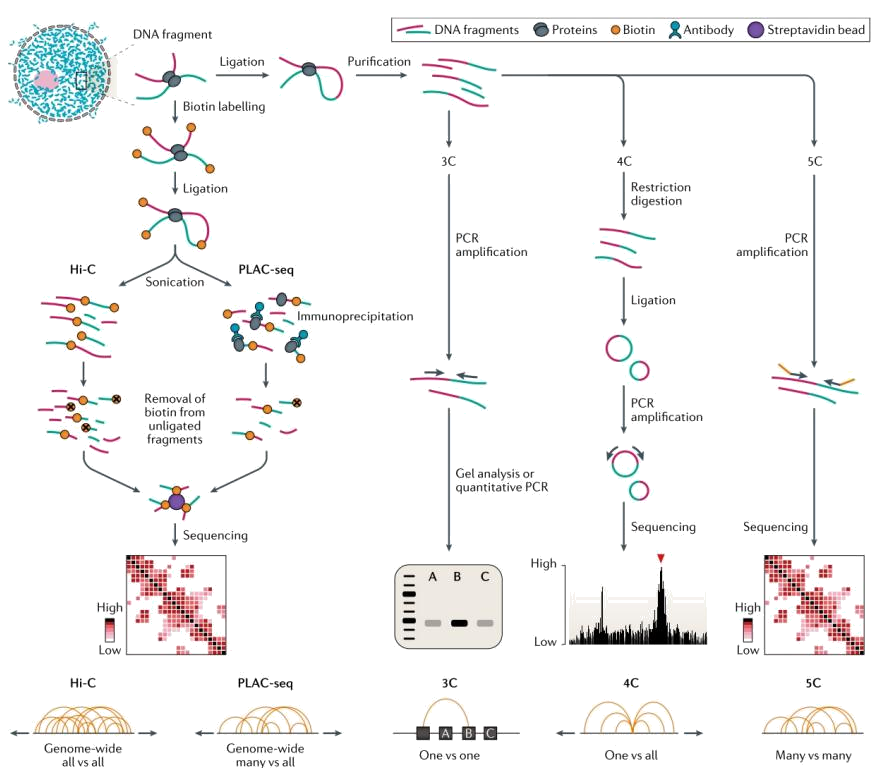 DNA fragments Proteins Biotin Antibody Streptavidin bead
DNA fragment
Ligation
Purification
Biotin labelling
3C
4C
5C
Ligation
Restriction
digestion
PCR
amplification
PCR
amplification
Hi-C
PLAC-seq
Sonication
Immunoprecipitation
Ligation
Removal of
biotin from
unligated
fragments
PCR
amplification
Gel analysis or
quantitative PCR
Sequencing
Sequencing
Sequencing
High
Low
A B C
High
Low
High
Low
Hi-C
PLAC-seq
3C
4C
5C
A B C
Genome-wide
all vs all
Genome-wide
many vs all
One vs one
One vs all
Many vs many